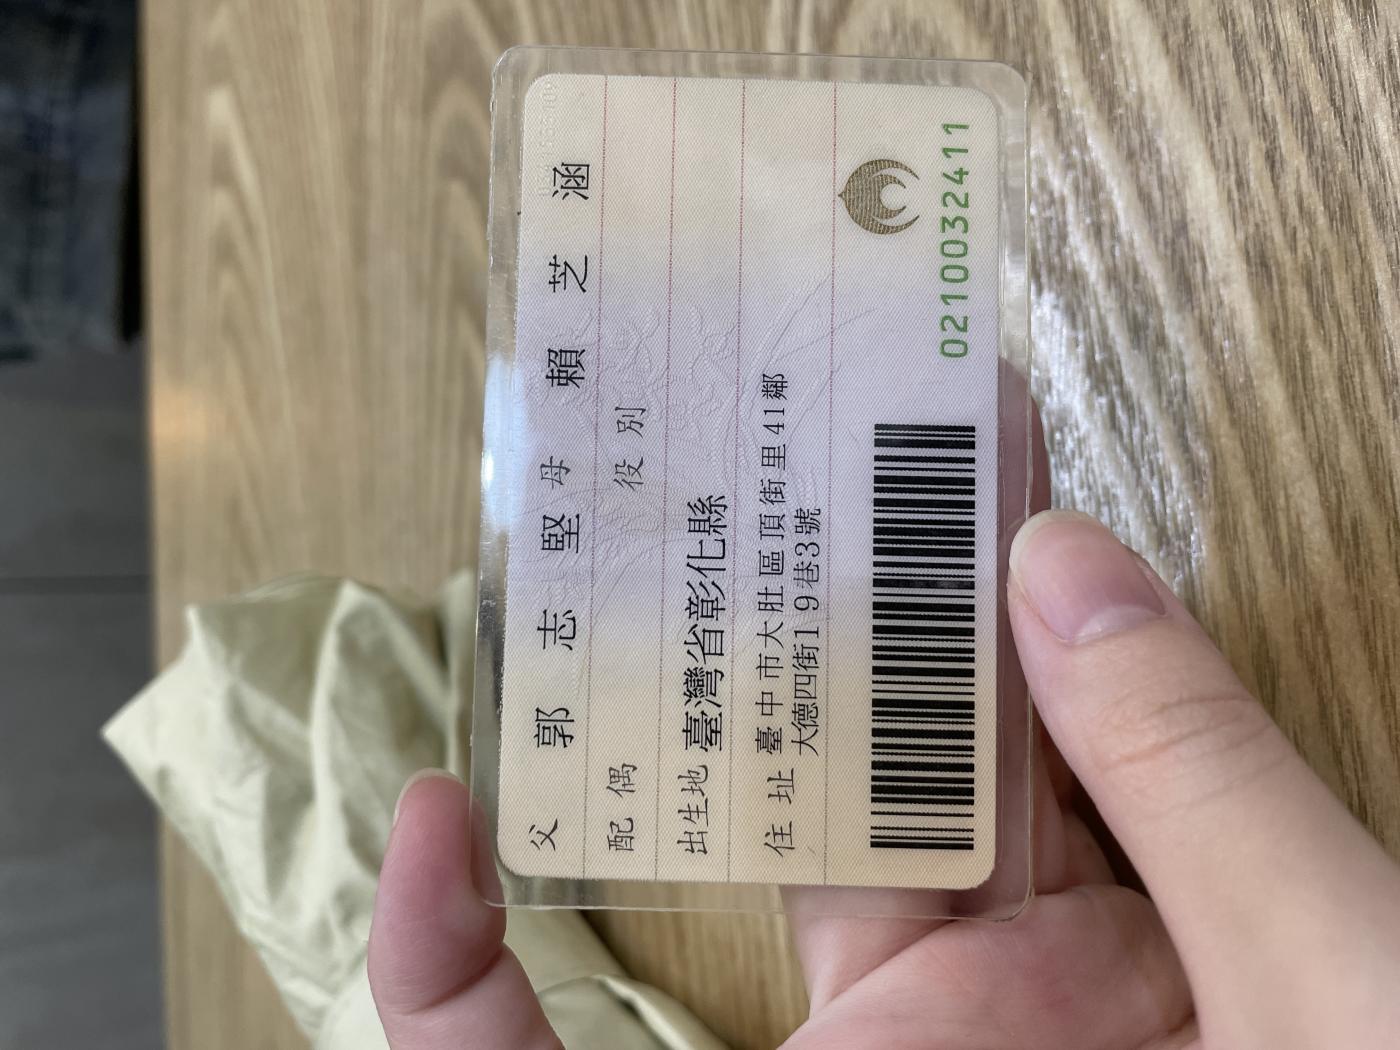 父 郭志堅 母 賴芝涵
配偶 役別
出生地 臺灣省彰化縣
住址 臺中市大肚區頂街里41鄰
大德四街19巷3號
0210032411